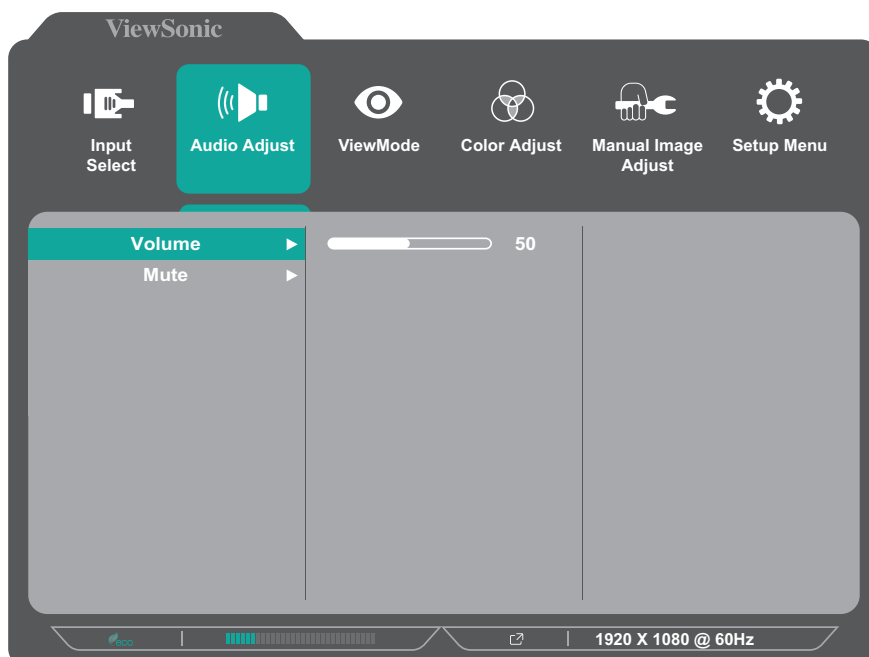 ViewSonic
Input
Select
Audio Adjust
ViewMode
Color Adjust
Manual Image
Adjust
Setup Menu
Volume
50
Mute
eco
1920 X 1080 @ 60Hz